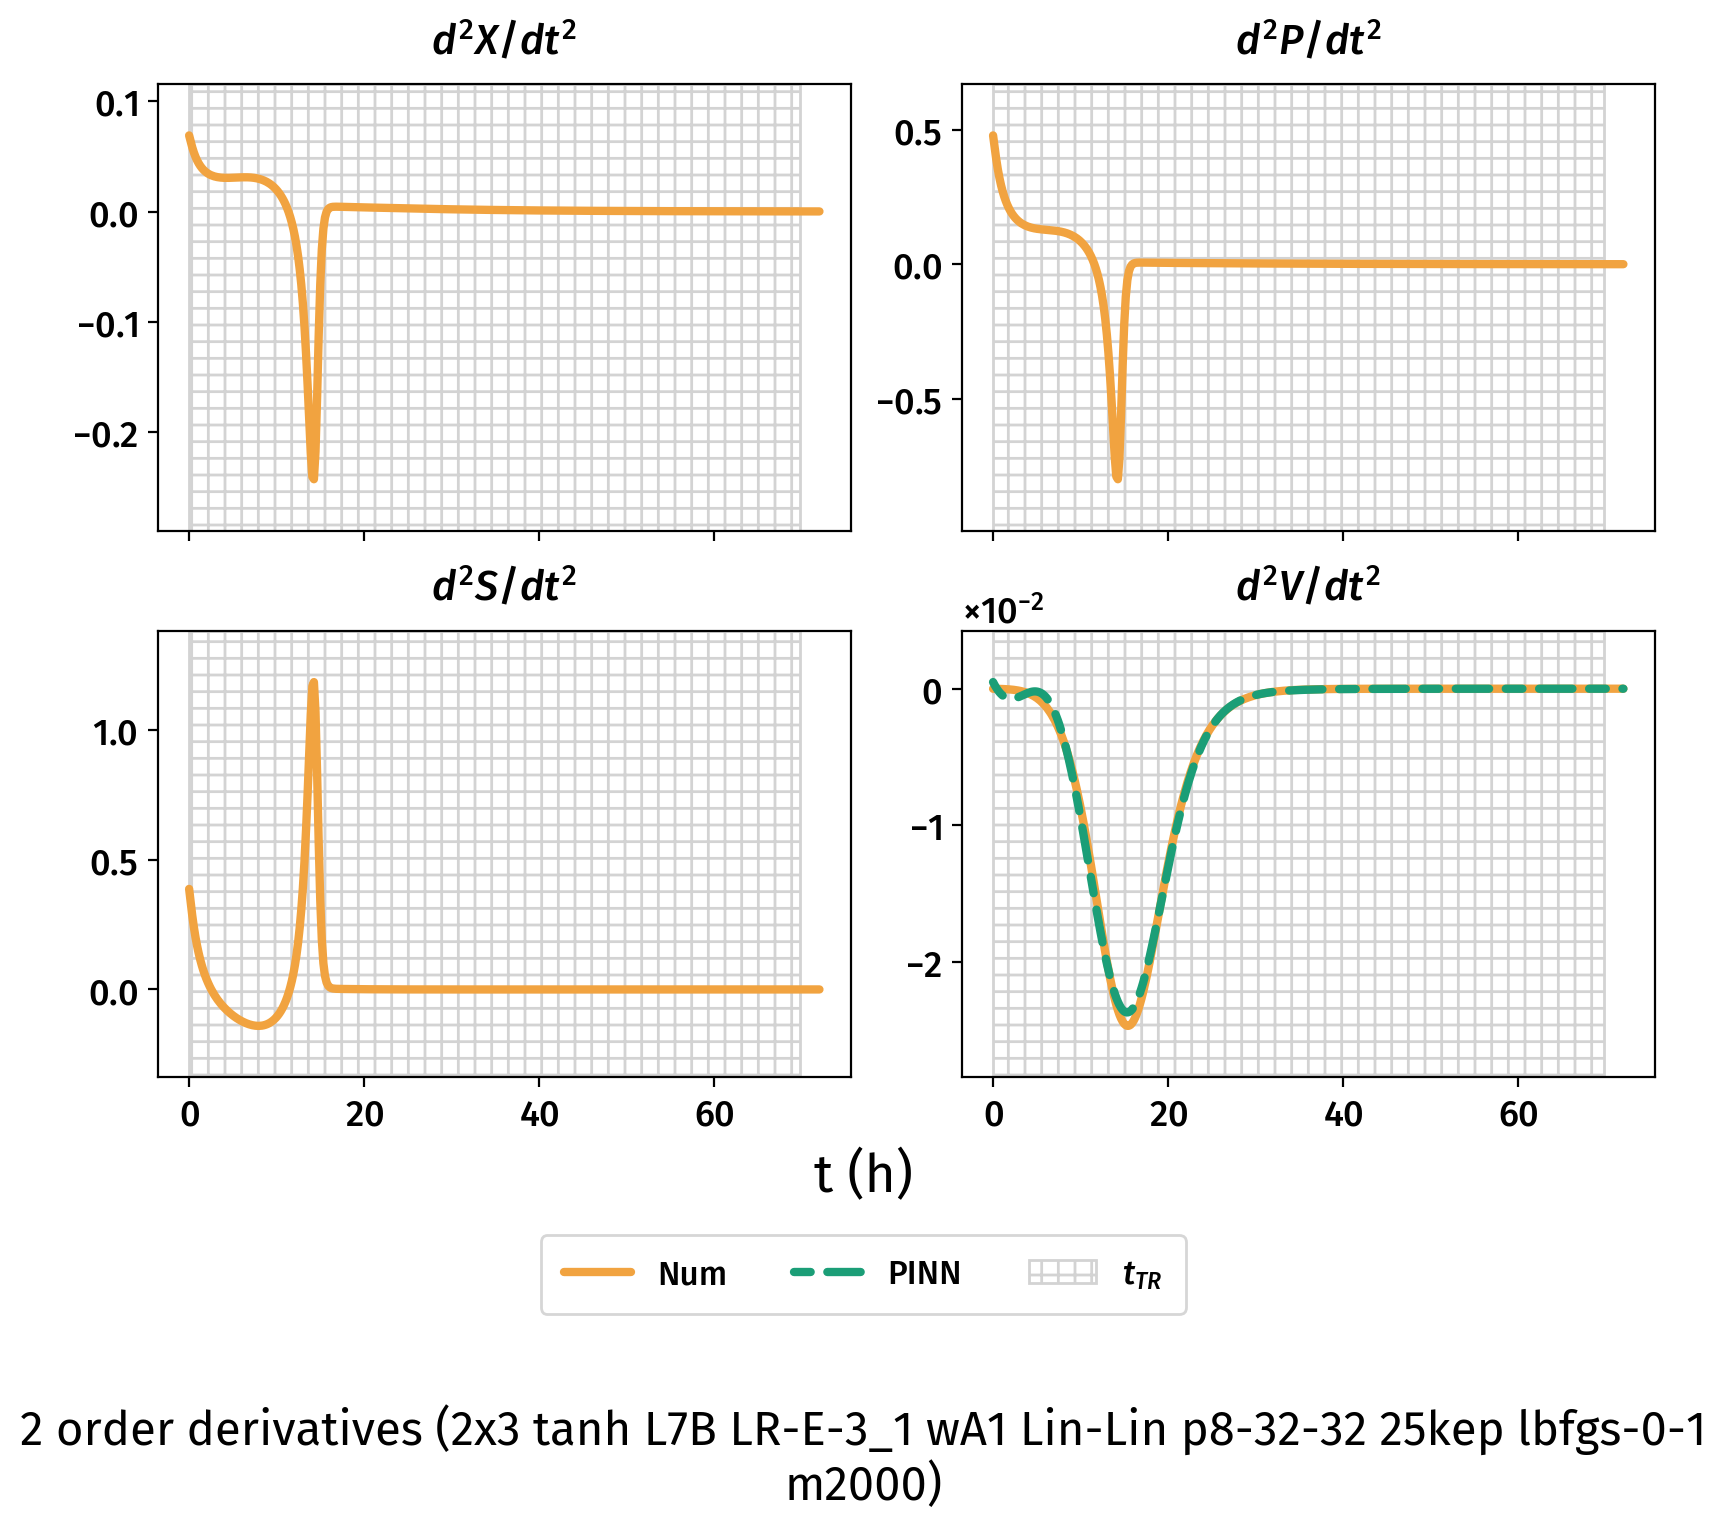 d²X/dt²
d²P/dt²
0.1
0.0
−0.1
−0.2
0.5
0.0
−0.5
d²S/dt²
d²V/dt²
×10⁻²
1.0
0.5
0.0
0
−1
−2
0 20 40 60
0 20 40 60
t (h)
Num PINN t_TR
2 order derivatives (2x3 tanh L7B LR-E-3_1 wA1 Lin-Lin p8-32-32 25kep lbfgs-0-1
m2000)